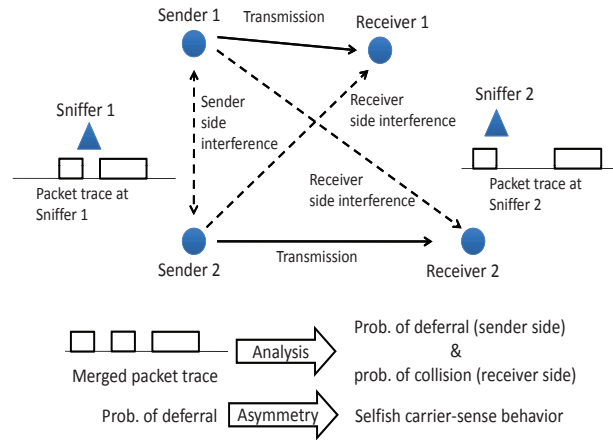 Sender 1
Transmission
Receiver 1
Sniffer 1
Sender
side
interference
Receiver
side interference
Sniffer 2
Packet trace at
Sniffer 1
Receiver
side interference
Packet trace at
Sniffer 2
Sender 2
Transmission
Receiver 2
Merged packet trace
Analysis
Prob. of deferral (sender side)
&
prob. of collision (receiver side)
Prob. of deferral
Asymmetry
Selfish carrier-sense behavior